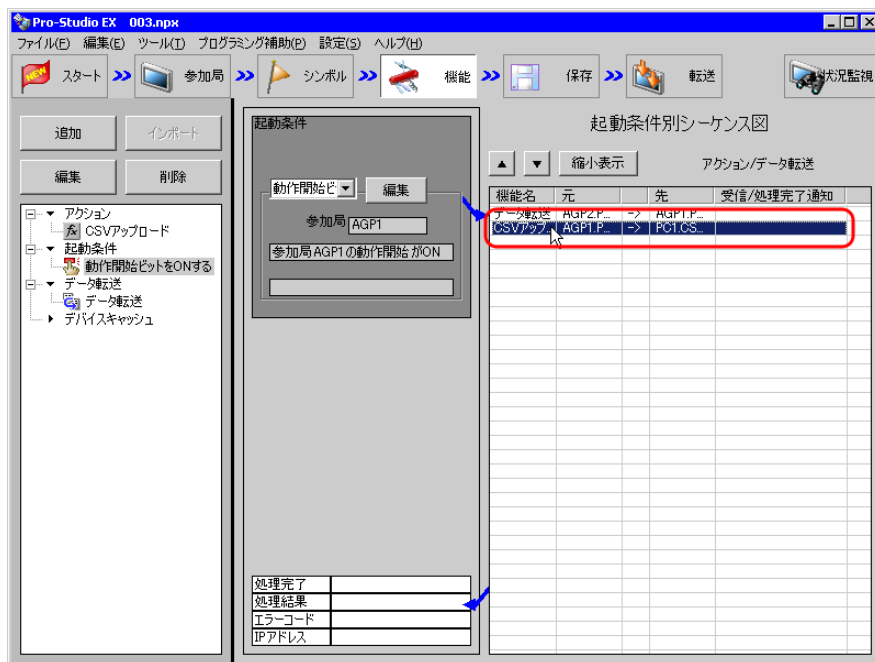 Pro-Studio EX 003.npx
ファイル(F) 編集(E) ツール(T) プログラミング補助(P) 設定(S) ヘルプ(H)
スタート 参加局 シンボル 機能 保存 転送 状況監視
追加 インポート
編集 削除
アクション
CSVアップロード
起動条件
動作開始ビットをONする
データ転送
データ転送
デバイスキャッシュ
起動条件
動作開始ビ 編集
参加局 AGP1
参加局AGP1の動作開始がON
処理完了
処理結果
エラーコード
IPアドレス
起動条件別シーケンス図
▲ ▼ 縮小表示 アクション/データ転送
機能名 元 先 受信/処理完了通知
データ転送 AGP2.P... -> AGP1.P...
CSVアップ AGP1.P... -> PC1.CS...